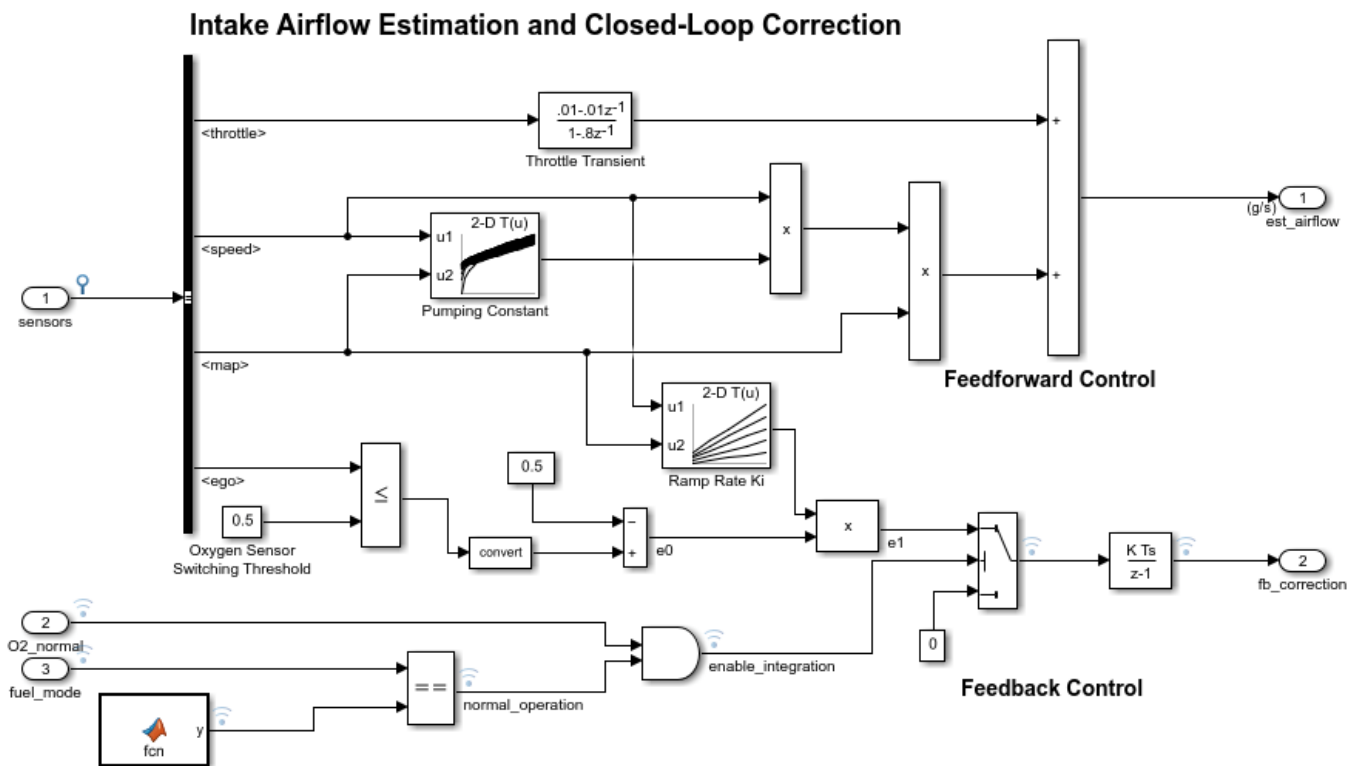 Intake Airflow Estimation and Closed-Loop Correction
<throttle>
.01-.01z-1
1-.8z-1
Throttle Transient
+
<speed>
2-D T(u)
u1
u2
Pumping Constant
x
x
+
1
(g/s)
est_airflow
1
sensors
<map>
Feedforward Control
2-D T(u)
u1
u2
Ramp Rate Ki
<ego>
0.5
Oxygen Sensor
Switching Threshold
≤
convert
0.5
−
+
e0
x
e1
0
K Ts
z-1
2
fb_correction
2
O2_normal
3
fuel_mode
==
normal_operation
enable_integration
Feedback Control
y
fcn